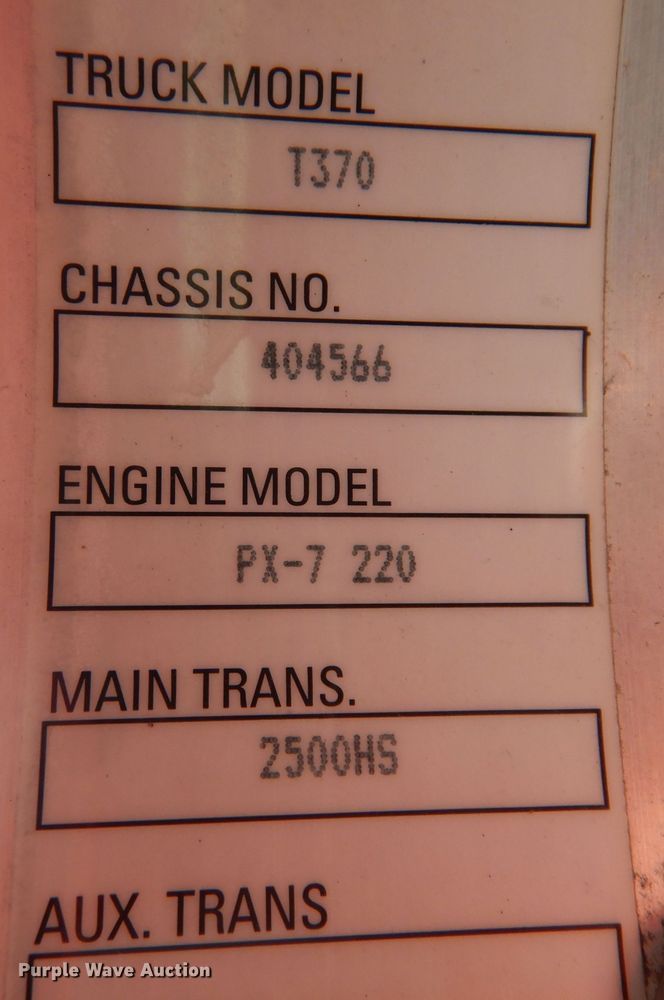 TRUCK MODEL
T370
CHASSIS NO.
404566
ENGINE MODEL
PX-7 220
MAIN TRANS.
2500HS
AUX. TRANS
Purple Wave Auction